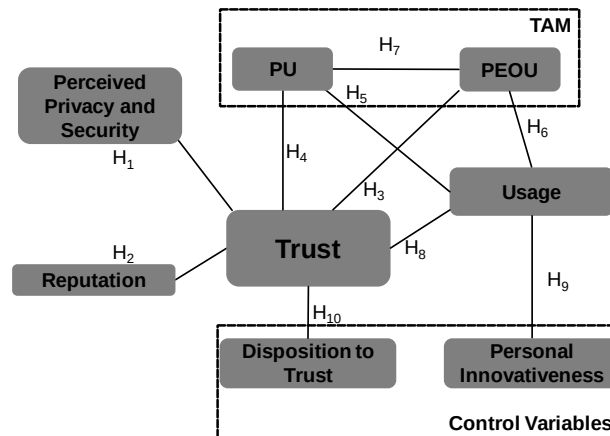 TAM
H7
PU
PEOU
Perceived
Privacy and
Security
H5
H6
H1
H4
H3
Usage
Trust
H2
H8
Reputation
H9
H10
Disposition to
Trust
Personal
Innovativeness
Control Variables